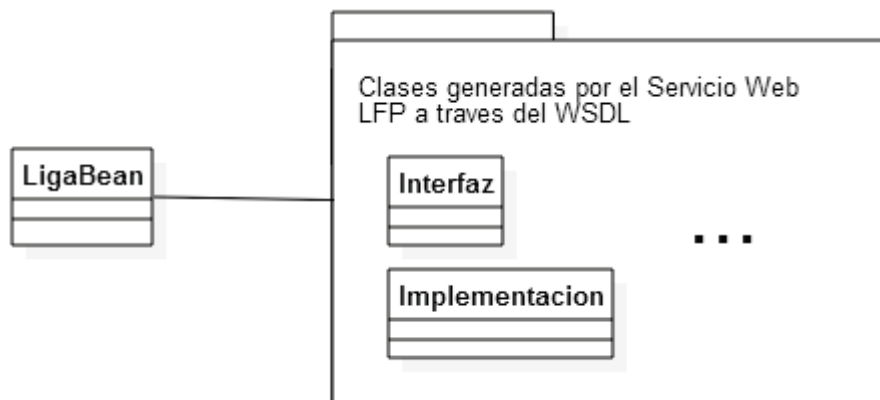 Clases generadas por el Servicio Web
LFP a traves del WSDL
LigaBean
Interfaz
...
Implementacion